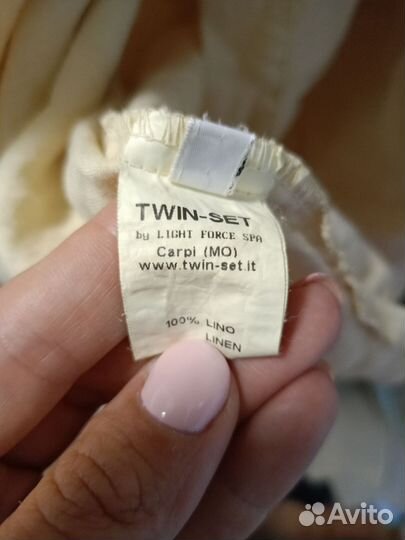 TWIN-SET
by LIGHT FORCE SPA
Carpi (MO)
www.twin-set.it
100% LINO
LINEN
Avito